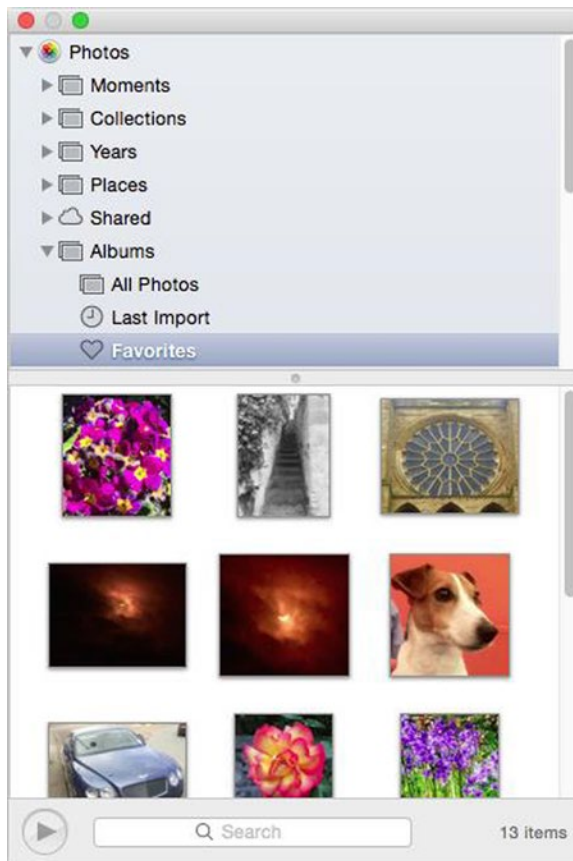 Photos
Moments
Collections
Years
Places
Shared
Albums
All Photos
Last Import
Favorites
Search
13 items